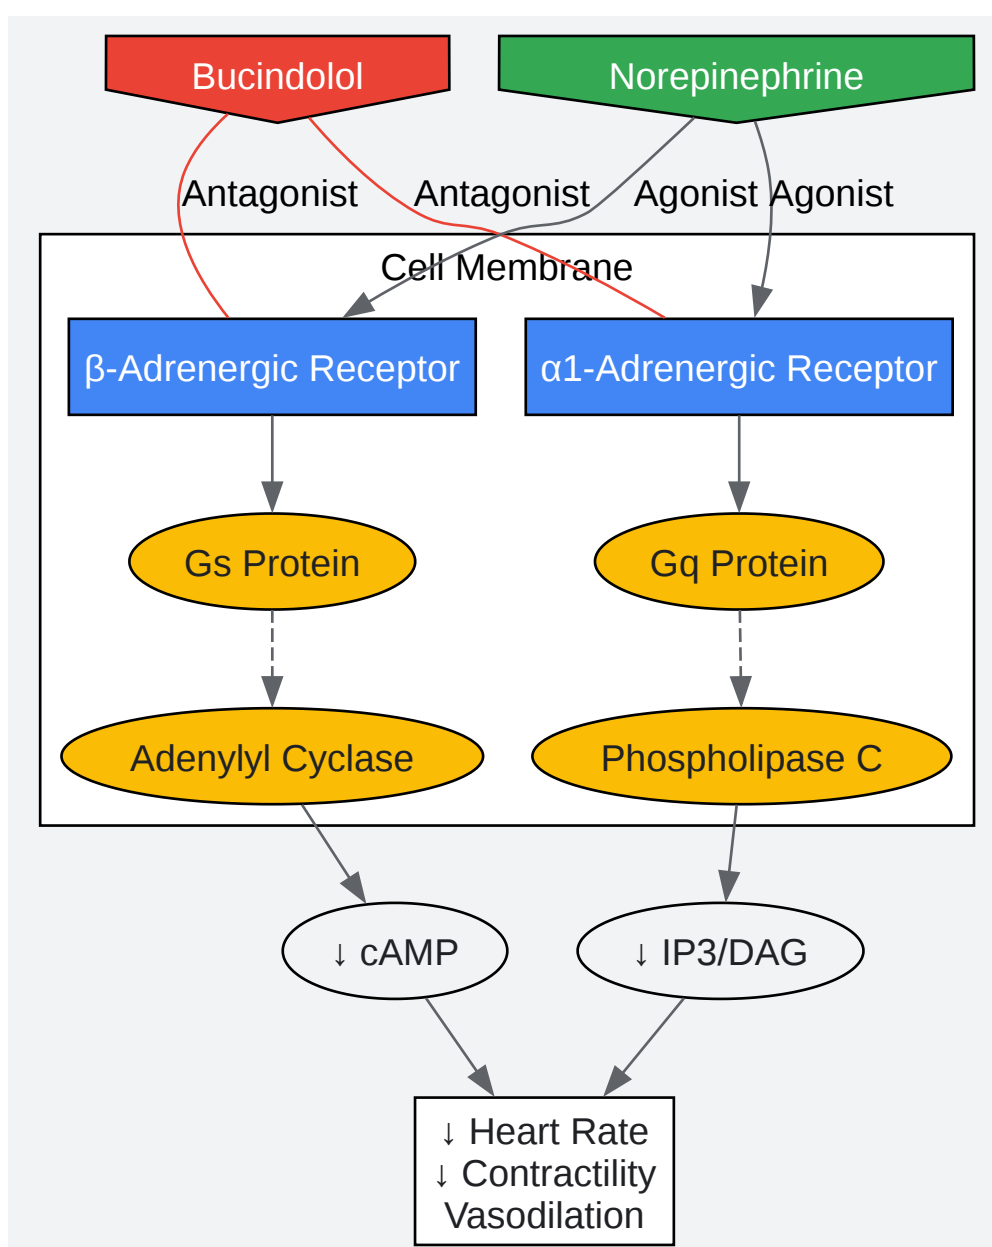 Bucindolol
Norepinephrine
Antagonist
Antagonist
Agonist
Agonist
Cell Membrane
β-Adrenergic Receptor
α1-Adrenergic Receptor
Gs Protein
Gq Protein
Adenylyl Cyclase
Phospholipase C
↓ cAMP
↓ IP3/DAG
↓ Heart Rate
↓ Contractility
Vasodilation